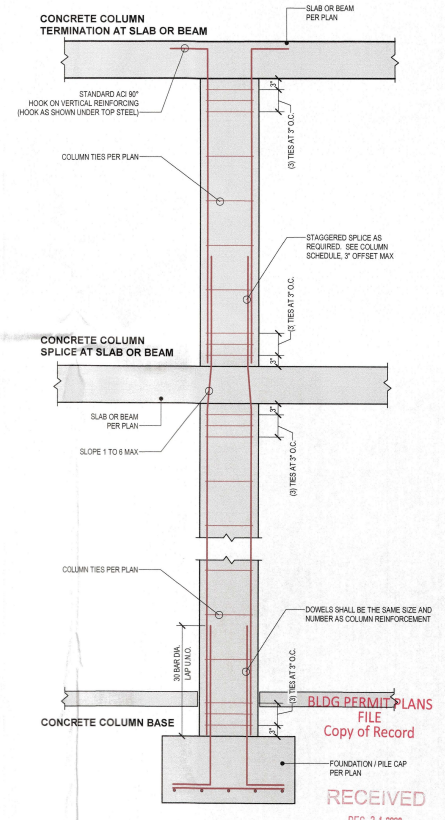 CONCRETE COLUMN
TERMINATION AT SLAB OR BEAM
SLAB OR BEAM
PER PLAN
STANDARD ACI 90°
HOOK ON VERTICAL REINFORCING
(HOOK AS SHOWN UNDER TOP STEEL)
3"
(3) TIES AT 3" O.C.
COLUMN TIES PER PLAN
STAGGERED SPLICE AS
REQUIRED. SEE COLUMN
SCHEDULE, 3" OFFSET MAX
(3 TIES AT 3" O.C.
3"
CONCRETE COLUMN
SPLICE AT SLAB OR BEAM
SLAB OR BEAM
PER PLAN
3"
(3) TIES AT 3" O.C.
SLOPE 1 TO 6 MAX
COLUMN TIES PER PLAN
DOWELS SHALL BE THE SAME SIZE AND
NUMBER AS COLUMN REINFORCEMENT
30 BAR DIA.
LAP U.N.O.
(3) TIES AT 3" O.C.
3"
BLDG PERMIT PLANS
FILE
Copy of Record
CONCRETE COLUMN BASE
FOUNDATION / PILE CAP
PER PLAN
RECEIVED